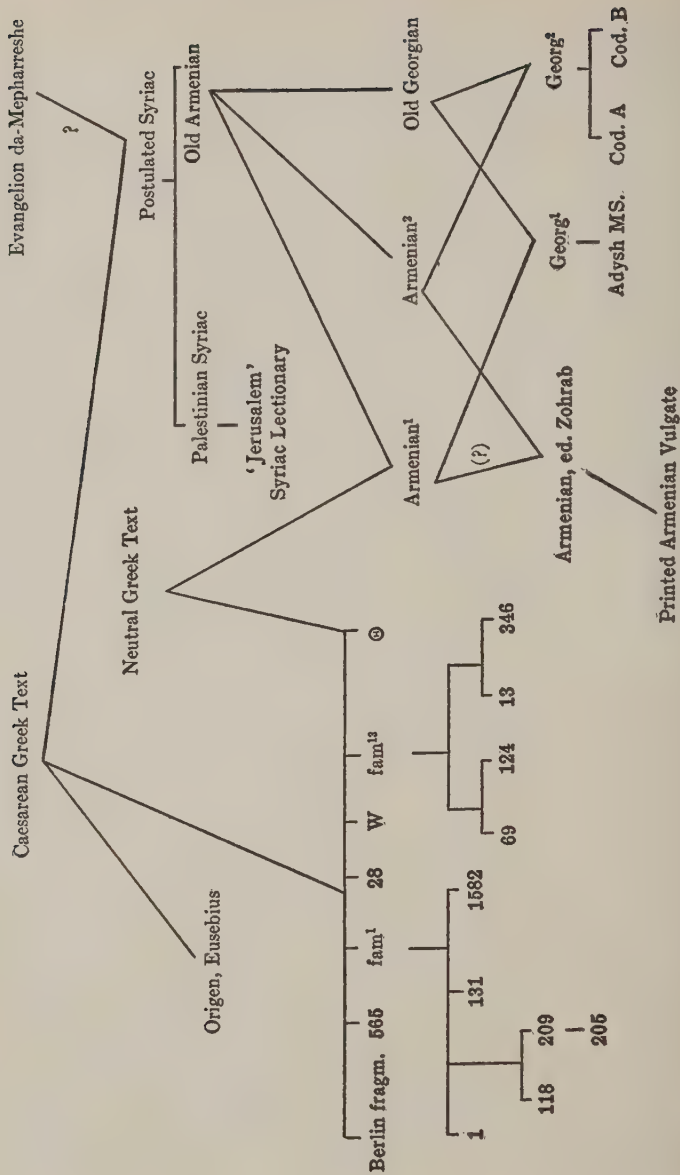 Evangelion da-Mepharreshe
?
Caesarean Greek Text
Postulated Syriac
Neutral Greek Text
Palestinian Syriac
Old Armenian
‘Jerusalem’
Syriac Lectionary
Origen, Eusebius
Armenian¹
Armenian²
Old Georgian
Berlin fragm.
565
fam¹
28
W
fam¹³
Θ
(?)
Georg¹
Georg²
1
131
1582
69
124
13
346
Armenian, ed. Zohrab
Adysh MS.
Cod. A
Cod. B
118
209
205
Printed Armenian Vulgate